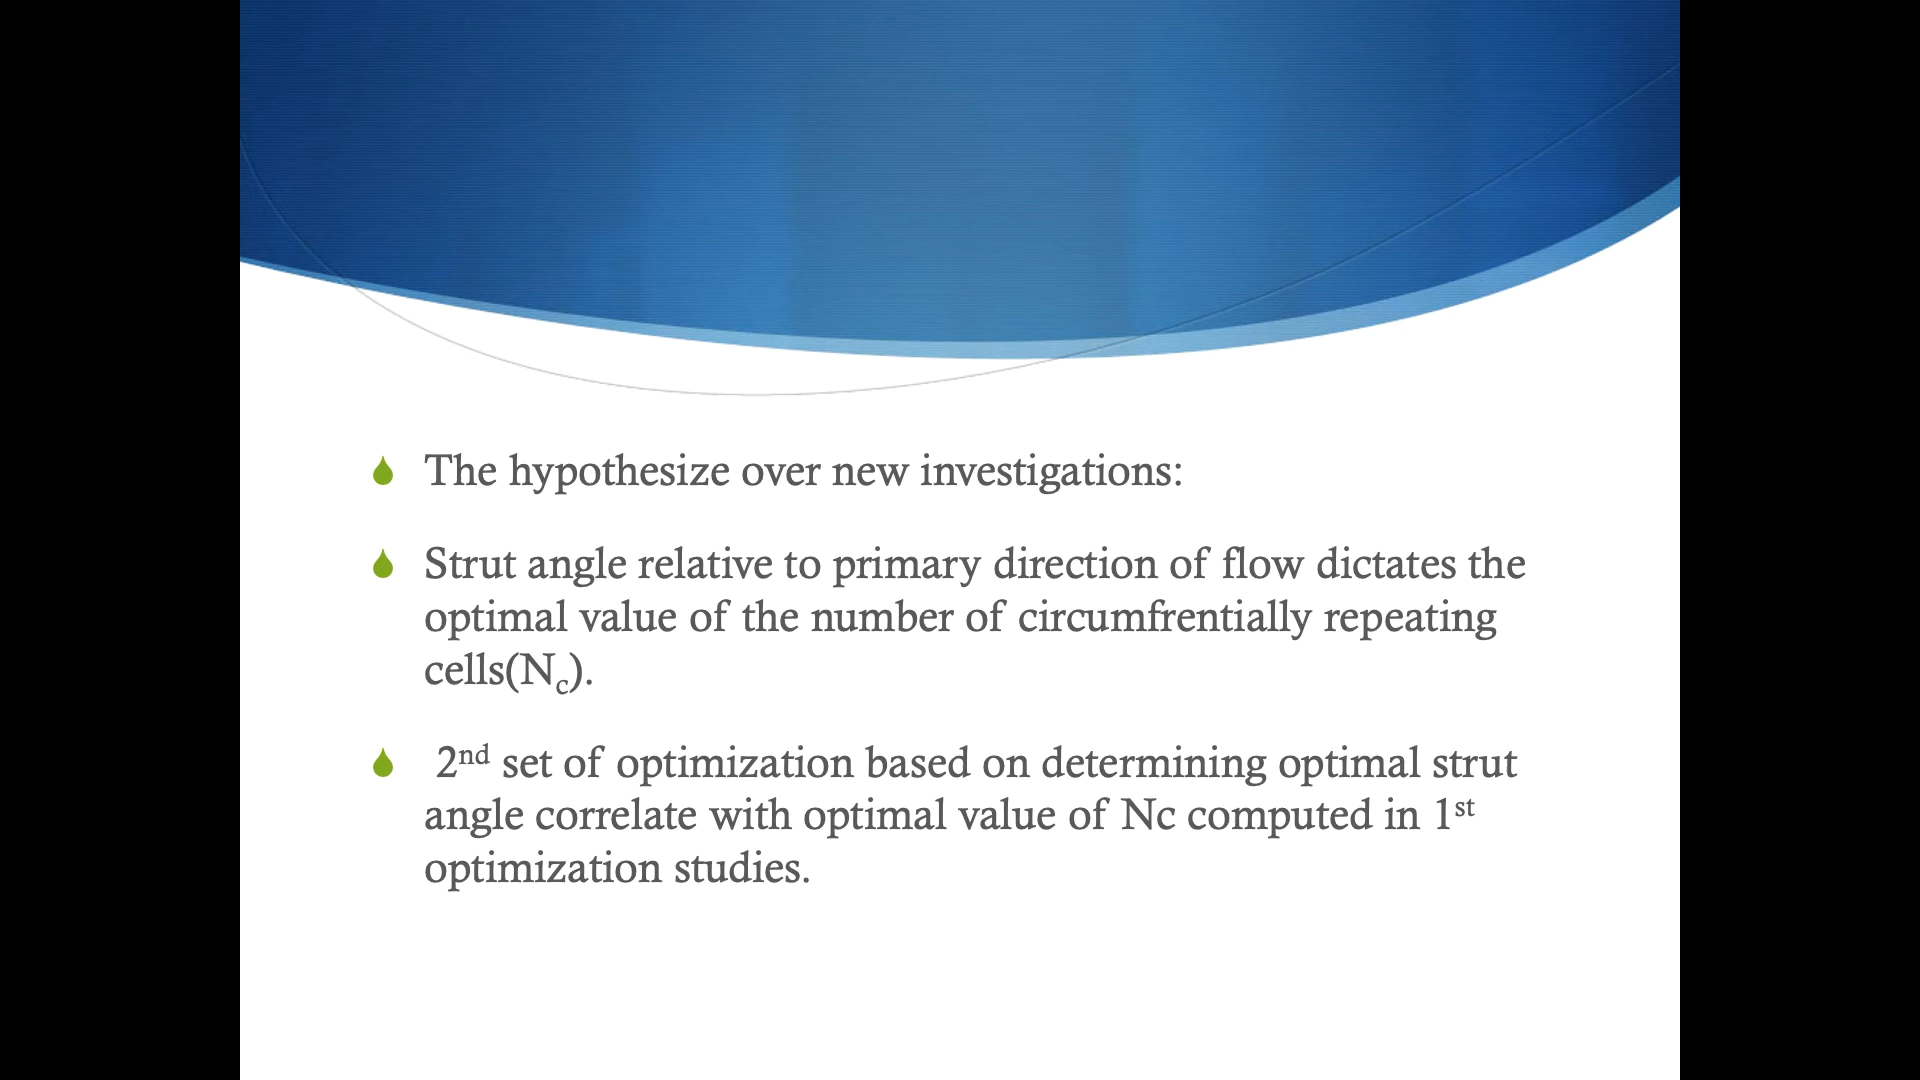 The hypothesize over new investigations:
Strut angle relative to primary direction of flow dictates the
optimal value of the number of circumfrentially repeating
cells(Nc).
2nd set of optimization based on determining optimal strut
angle correlate with optimal value of Nc computed in 1st
optimization studies.